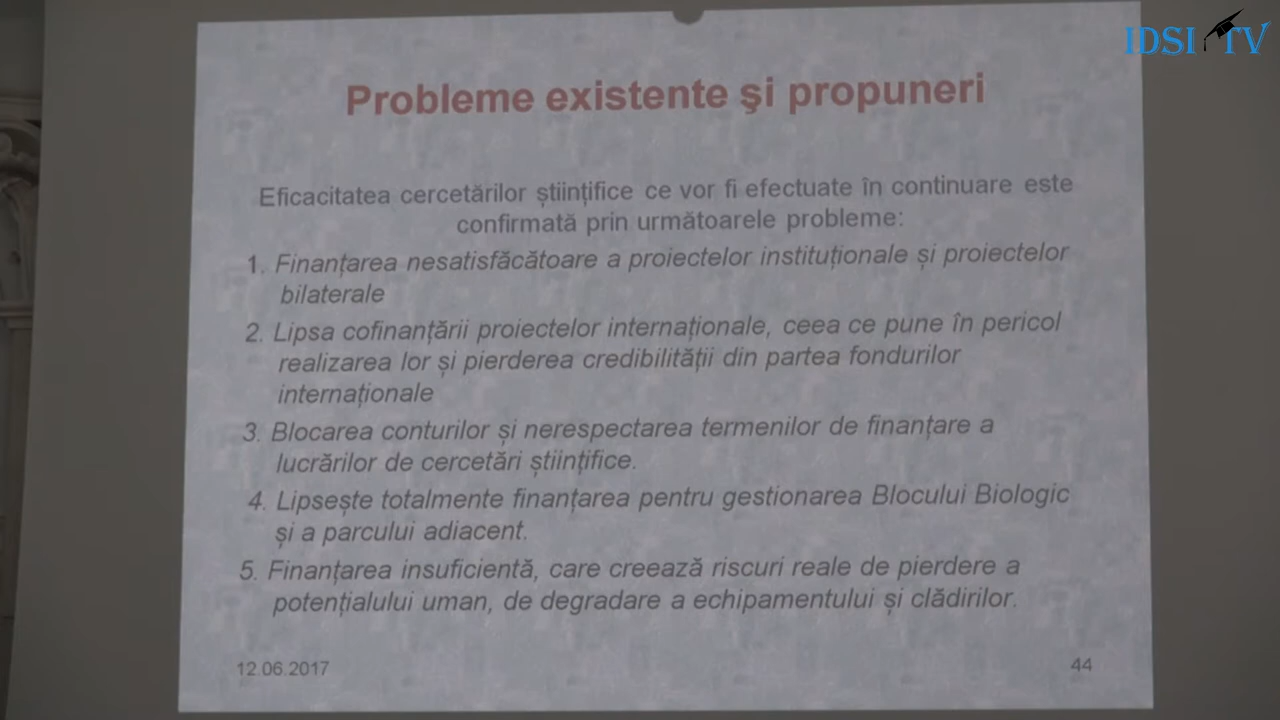 IDSI TV
Probleme existente şi propuneri
Eficacitatea cercetărilor științifice ce vor fi efectuate în continuare este
confirmată prin următoarele probleme:
1. Finanțarea nesatisfăcătoare a proiectelor instituționale și proiectelor
bilaterale
2. Lipsa cofinanțării proiectelor internaționale, ceea ce pune în pericol
realizarea lor și pierderea credibilității din partea fondurilor
internaționale
3. Blocarea conturilor și nerespectarea termenilor de finanțare a
lucrărilor de cercetări științifice.
4. Lipsește totalmente finanțarea pentru gestionarea Blocului Biologic
și a parcului adiacent.
5. Finanțarea insuficientă, care creează riscuri reale de pierdere a
potențialului uman, de degradare a echipamentului și clădirilor.
12.06.2017
44